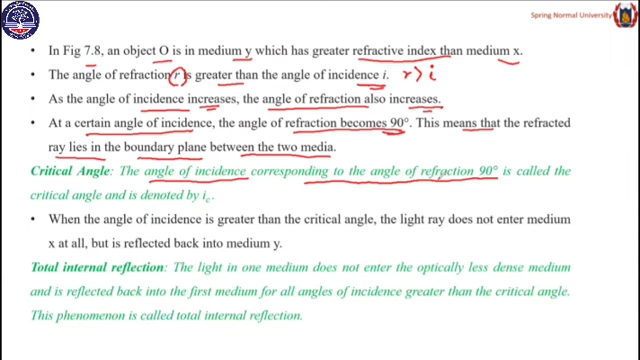 Spring Normal University
• In Fig 7.8, an object O is in medium y which has greater refractive index than medium x.
• The angle of refraction r is greater than the angle of incidence i. r > i
• As the angle of incidence increases, the angle of refraction also increases.
• At a certain angle of incidence, the angle of refraction becomes 90°. This means that the refracted
ray lies in the boundary plane between the two media.
Critical Angle: The angle of incidence corresponding to the angle of refraction 90° is called the
critical angle and is denoted by ic.
• When the angle of incidence is greater than the critical angle, the light ray does not enter medium
x at all, but is reflected back into medium y.
Total internal reflection: The light in one medium does not enter the optically less dense medium
and is reflected back into the first medium for all angles of incidence greater than the critical angle.
This phenomenon is called total internal reflection.